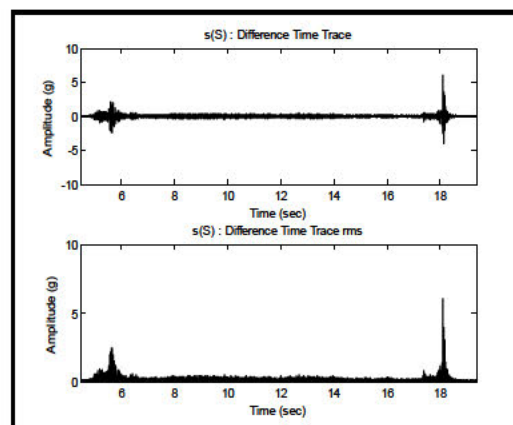 s(S) : Difference Time Trace
10
5
0
-5
-10
Amplitude (g)
6 8 10 12 14 16 18
Time (sec)
s(S) : Difference Time Trace rms
10
5
0
Amplitude (g)
6 8 10 12 14 16 18
Time (sec)